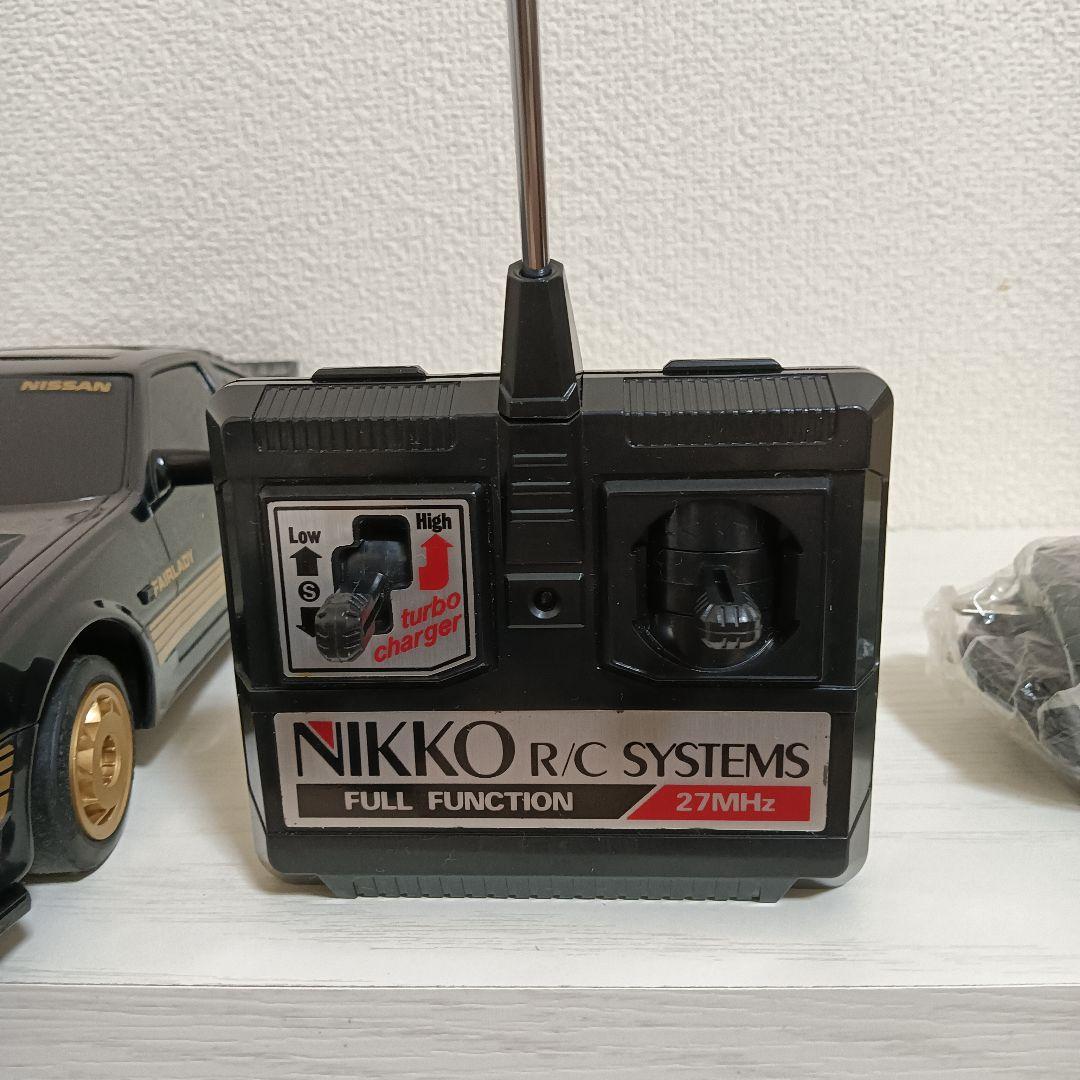 NISSAN
FAIRLADY
Low
High
S
turbo
charger
NIKKO R/C SYSTEMS
FULL FUNCTION
27MHz